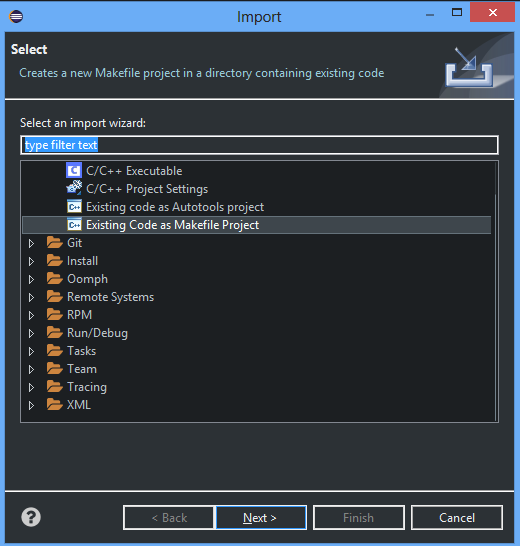 Import
Select
Creates a new Makefile project in a directory containing existing code
Select an import wizard:
type filter text
C/C++ Executable
C/C++ Project Settings
Existing code as Autotools project
Existing Code as Makefile Project
Git
Install
Oomph
Remote Systems
RPM
Run/Debug
Tasks
Team
Tracing
XML
? < Back Next > Finish Cancel